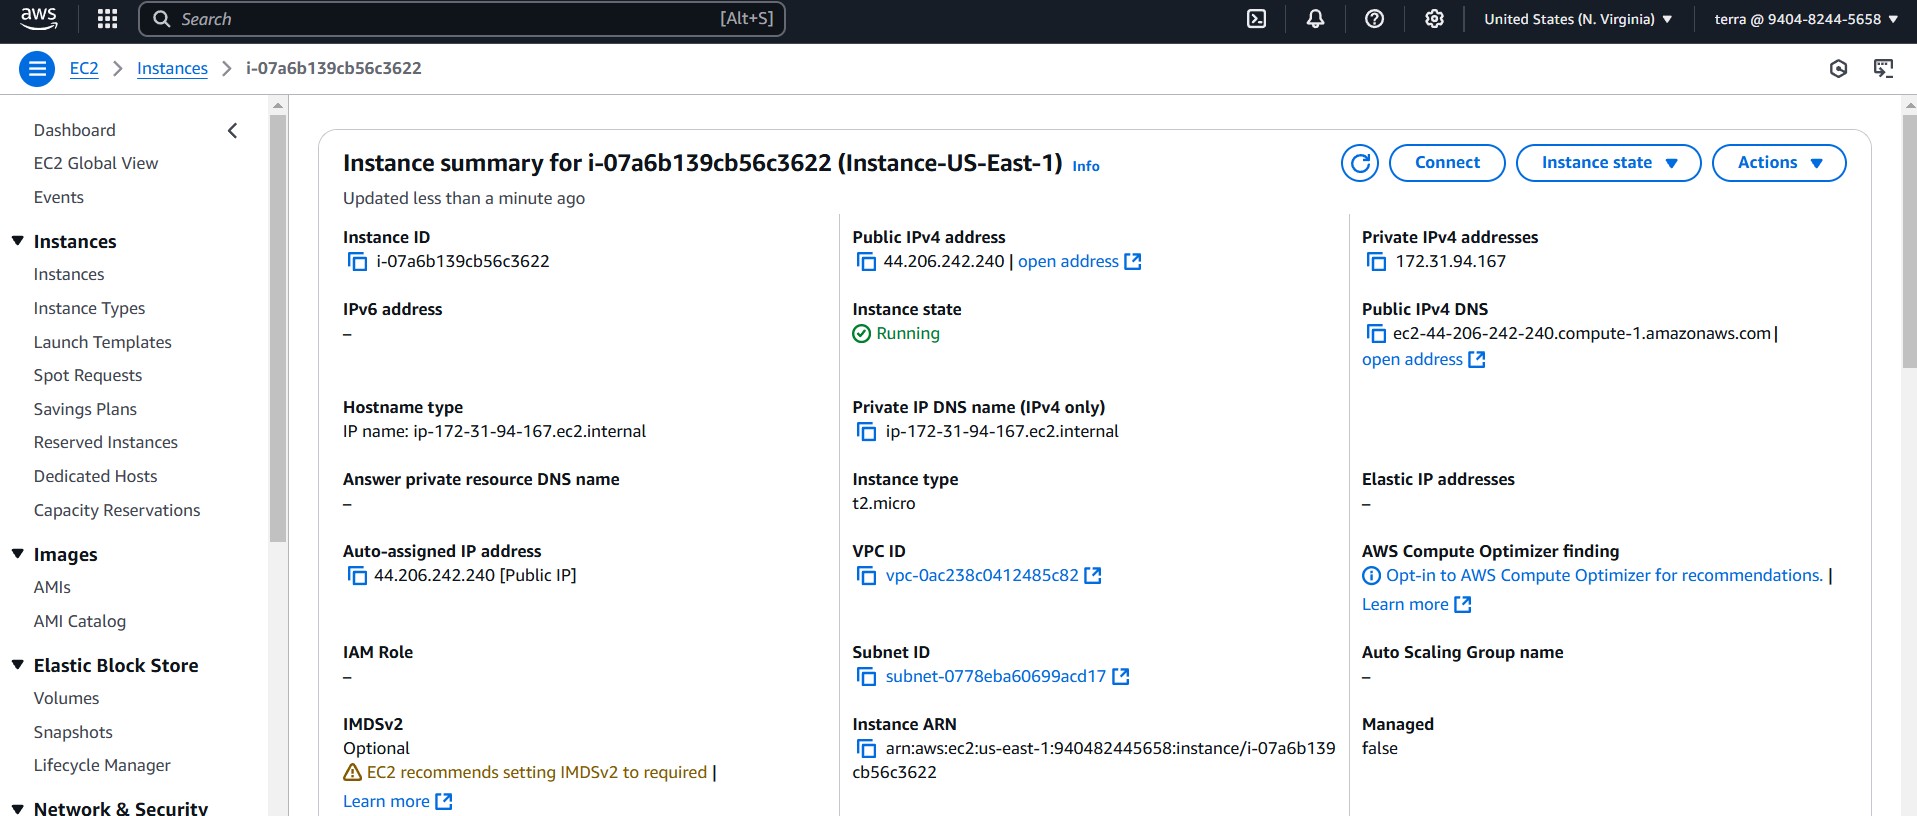 aws
Search [Alt+S]
United States (N. Virginia)
terra @ 9404-8244-5658
EC2 > Instances > i-07a6b139cb56c3622
Dashboard
EC2 Global View
Events
Instances
Instances
Instance Types
Launch Templates
Spot Requests
Savings Plans
Reserved Instances
Dedicated Hosts
Capacity Reservations
Images
AMIs
AMI Catalog
Elastic Block Store
Volumes
Snapshots
Lifecycle Manager
Network & Security
Instance summary for i-07a6b139cb56c3622 (Instance-US-East-1) Info
Updated less than a minute ago
Connect
Instance state
Actions
Instance ID
i-07a6b139cb56c3622
Public IPv4 address
44.206.242.240 | open address
Private IPv4 addresses
172.31.94.167
IPv6 address
–
Instance state
Running
Public IPv4 DNS
ec2-44-206-242-240.compute-1.amazonaws.com |
open address
Hostname type
IP name: ip-172-31-94-167.ec2.internal
Private IP DNS name (IPv4 only)
ip-172-31-94-167.ec2.internal
Answer private resource DNS name
–
Instance type
t2.micro
Elastic IP addresses
–
Auto-assigned IP address
44.206.242.240 [Public IP]
VPC ID
vpc-0ac238c0412485c82
AWS Compute Optimizer finding
Opt-in to AWS Compute Optimizer for recommendations. |
Learn more
IAM Role
–
Subnet ID
subnet-0778eba60699acd17
Auto Scaling Group name
–
IMDSv2
Optional
EC2 recommends setting IMDSv2 to required |
Learn more
Instance ARN
arn:aws:ec2:us-east-1:940482445658:instance/i-07a6b139
cb56c3622
Managed
false